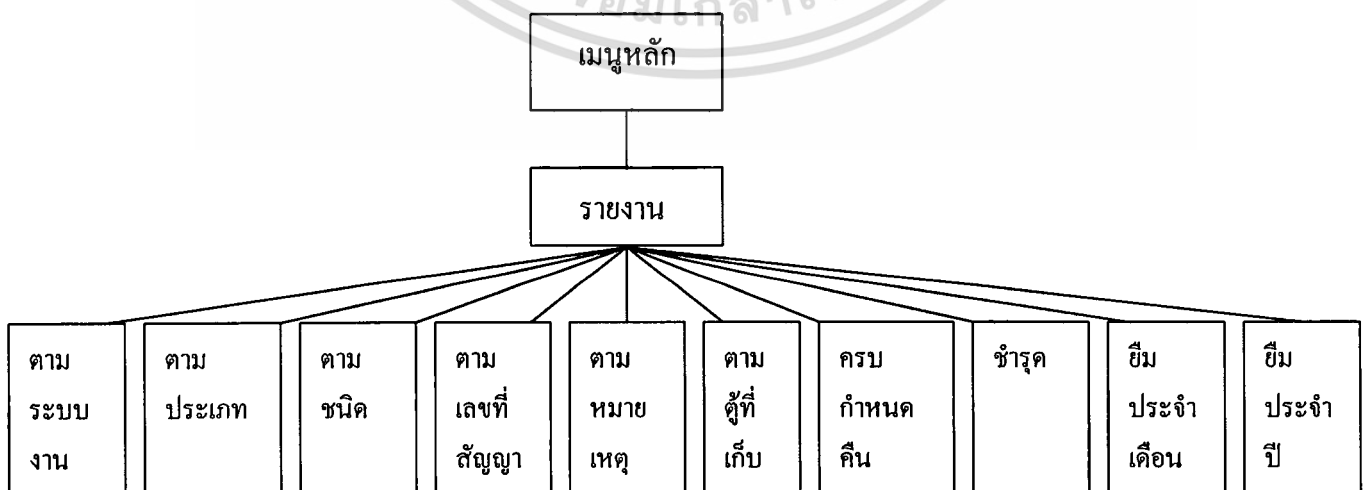 เมนูหลัก
รายงาน
ตาม
ระบบ
งาน
ตาม
ประเภท
ตาม
ชนิด
ตาม
เลขที่
สัญญา
ตาม
หมาย
เหตุ
ตาม
ตู้ที่
เก็บ
ครบ
กำหนด
คืน
ชำรุด
ยืม
ประจำ
เดือน
ยืม
ประจำ
ปี